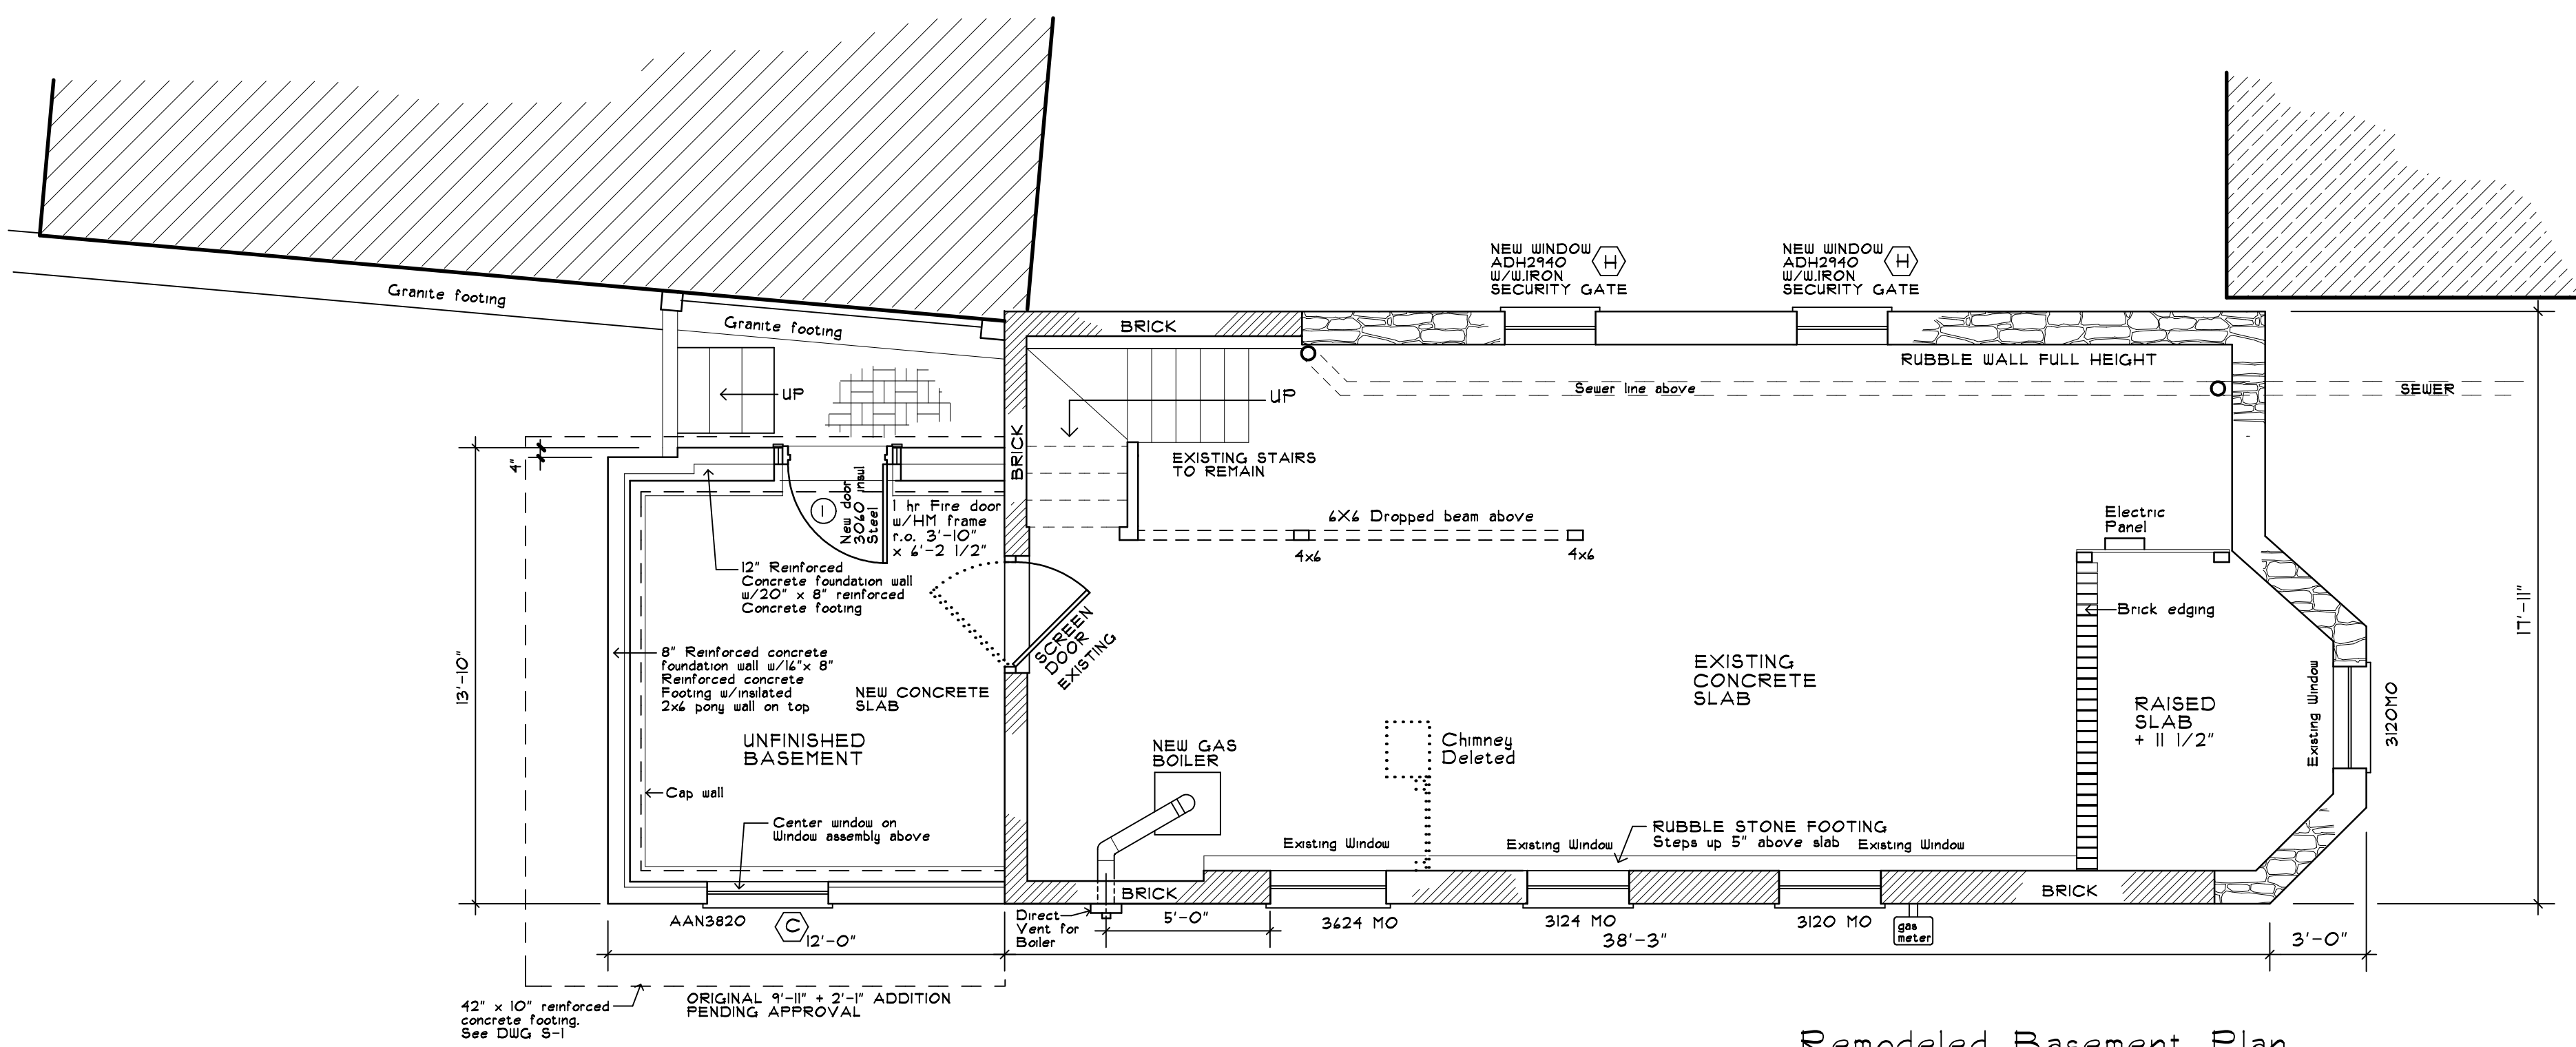 NEW WINDOW
ADH2940
W/W.IRON
SECURITY GATE
H
NEW WINDOW
ADH2940
W/W.IRON
SECURITY GATE
H
Granite footing
Granite footing
BRICK
RUBBLE WALL FULL HEIGHT
UP
UP
Sewer line above
SEWER
BRICK
EXISTING STAIRS
TO REMAIN
4"
New door
3060 insul
Steel
1
1 hr Fire door
w/HM frame
r.o. 3'-10"
x 6'-2 1/2"
6X6 Dropped beam above
4x6
4x6
Electric
Panel
12" Reinforced
Concrete foundation wall
w/20" x 8" reinforced
Concrete footing
Brick edging
17'-11"
SCREEN
DOOR
EXISTING
13'-10"
8" Reinforced concrete
foundation wall w/16"x 8"
Reinforced concrete
Footing w/insilated
2x6 pony wall on top
NEW CONCRETE
SLAB
EXISTING
CONCRETE
SLAB
RAISED
SLAB
+ 11 1/2"
Existing Window
3120MO
UNFINISHED
BASEMENT
NEW GAS
BOILER
Chimney
Deleted
Cap wall
Center window on
Window assembly above
Existing Window
Existing Window
RUBBLE STONE FOOTING
Steps up 5" above slab
Existing Window
BRICK
BRICK
AAN3820
C
12'-0"
Direct
Vent for
Boiler
5'-0"
3624 MO
3124 MO
3120 MO
gas
meter
38'-3"
3'-0"
42" x 10" reinforced
concrete footing.
See DWG S-1
ORIGINAL 9'-11" + 2'-1" ADDITION
PENDING APPROVAL
Remodeled Basement Plan